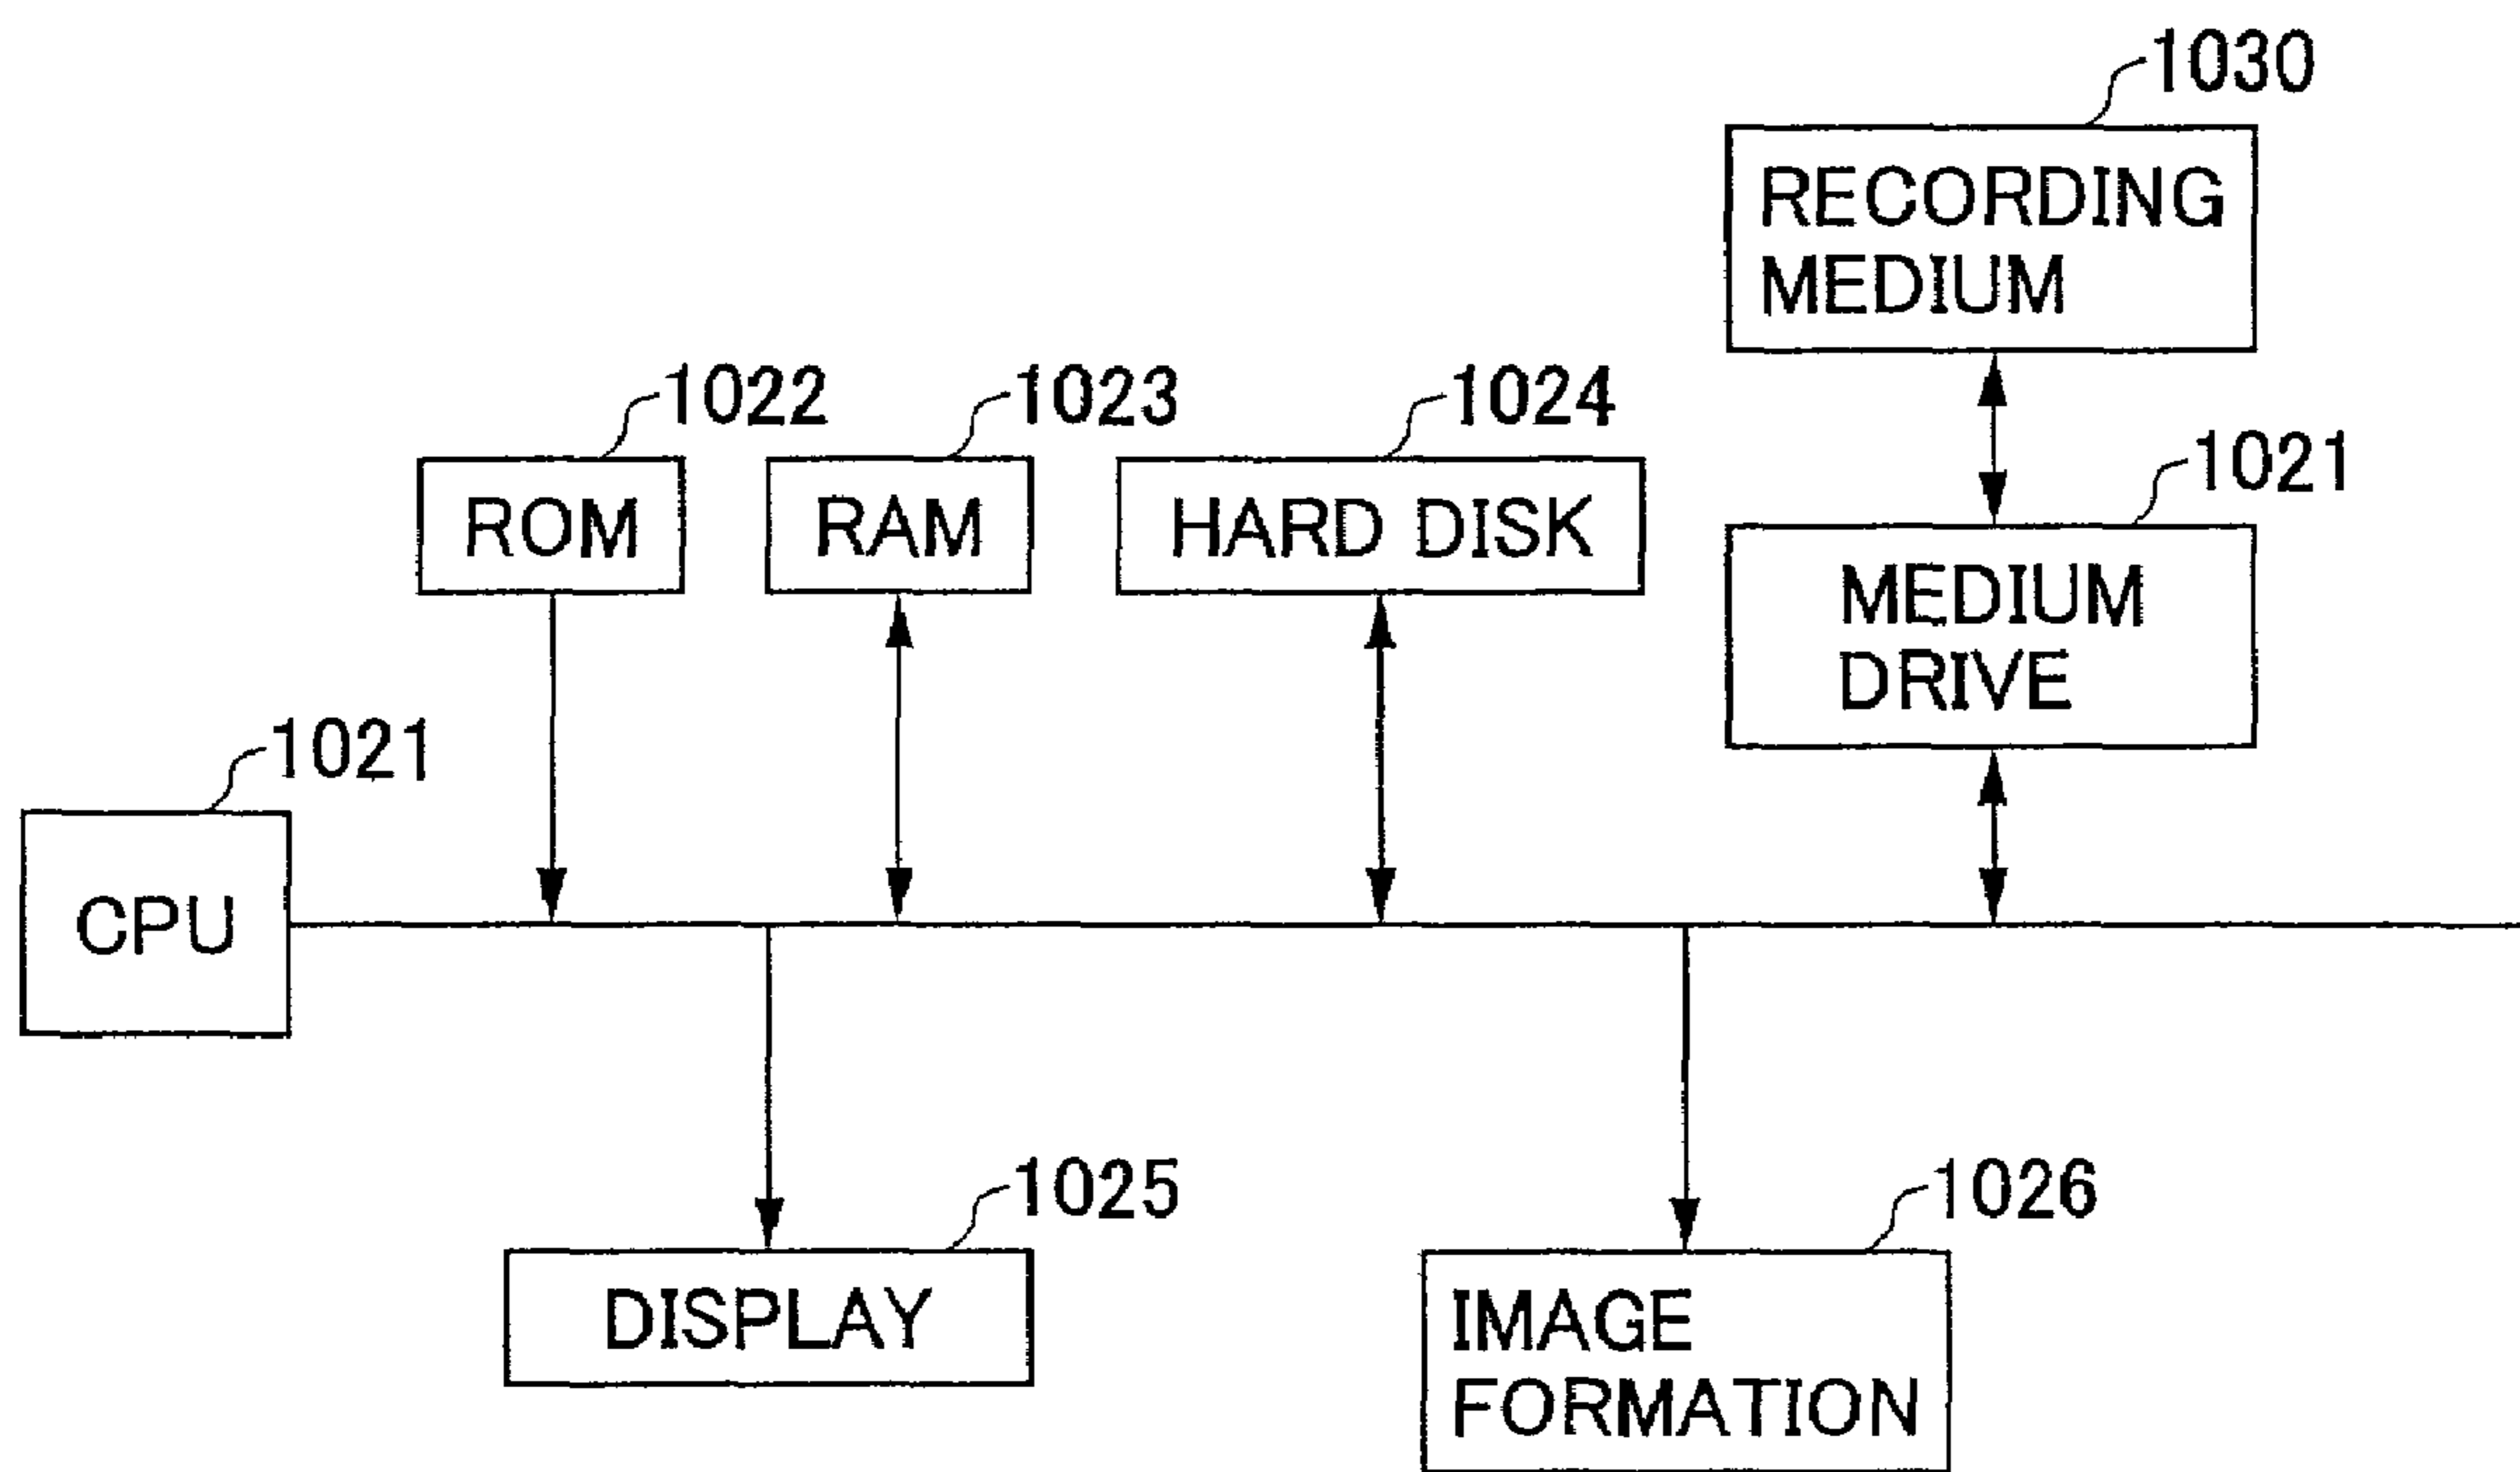 1030
RECORDING
MEDIUM
1022
1023
1024
1021
ROM
RAM
HARD DISK
MEDIUM
DRIVE
1021
CPU
1025
1026
DISPLAY
IMAGE
FORMATION